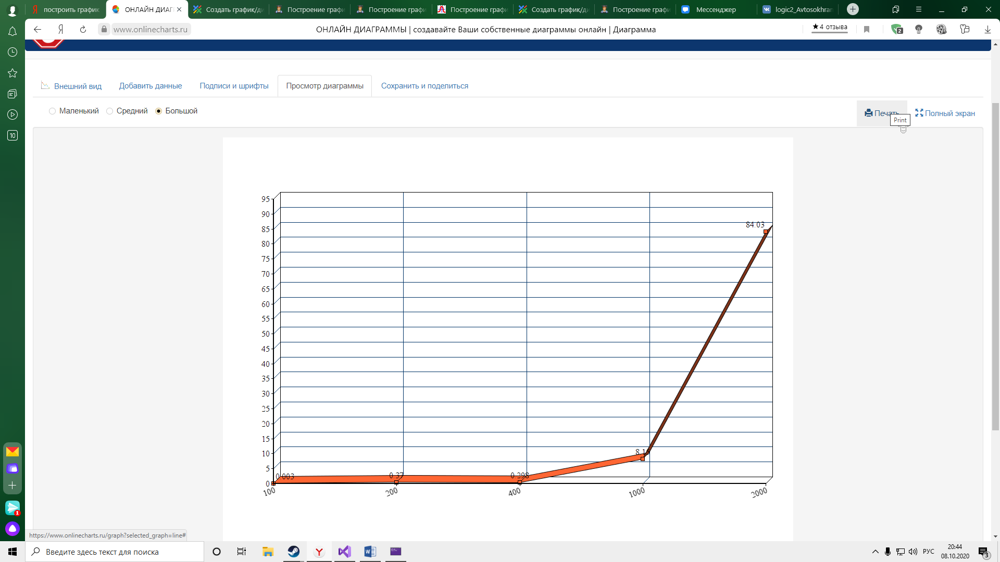 построить график
ОНЛАЙН ДИАГР
Создать график/ди
Построение графи
Построение графи
Построение графи
Создать график/ди
Построение графи
Мессенджер
logic2_Avtosokhran
www.onlinecharts.ru
ОНЛАЙН ДИАГРАММЫ | создавайте Ваши собственные диаграммы онлайн | Диаграмма
★4 отзыва
2
10
Внешний вид
Добавить данные
Подписи и шрифты
Просмотр диаграммы
Сохранить и поделиться
Маленький
Средний
Большой
Печать
Полный экран
Print
95
90
85
80
75
70
65
60
55
50
45
40
35
30
25
20
15
10
5
0
84.03
0.003
0.37
0.298
100
200
400
1000
2000
1
https://www.onlinecharts.ru/graph?selected_graph=line#
Введите здесь текст для поиска
РУС
20:44
08.10.2020
3